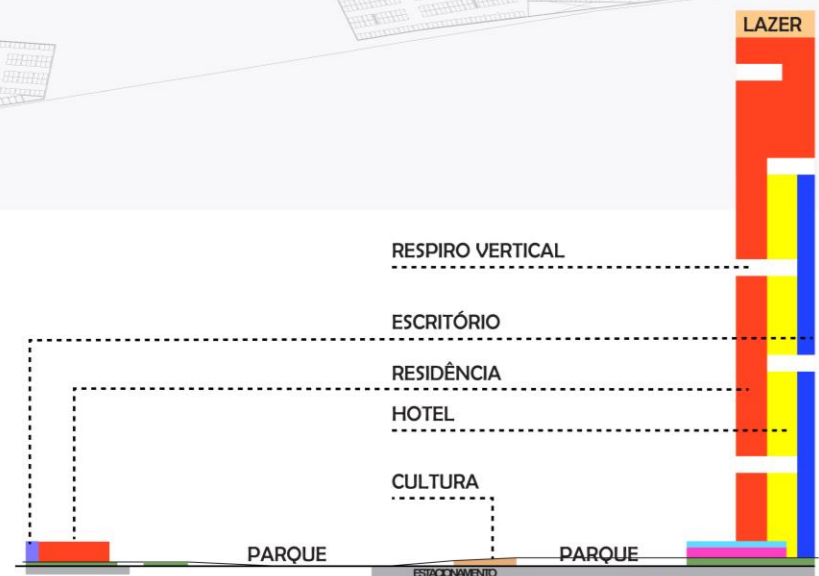 LAZER
RESPIRO VERTICAL
ESCRITÓRIO
RESIDÊNCIA
HOTEL
CULTURA
PARQUE
PARQUE
ESTACIONAMENTO